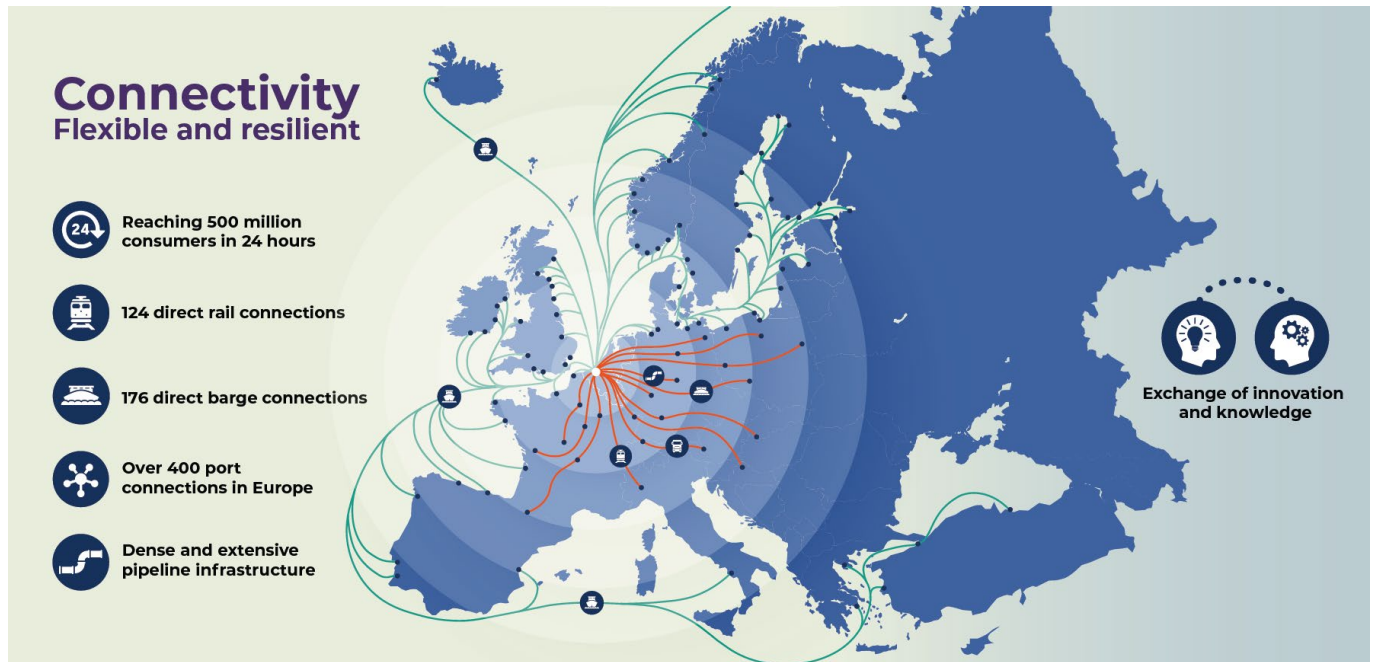 Connectivity
Flexible and resilient
24
Reaching 500 million
consumers in 24 hours
124 direct rail connections
176 direct barge connections
Over 400 port
connections in Europe
Dense and extensive
pipeline infrastructure
Exchange of innovation
and knowledge